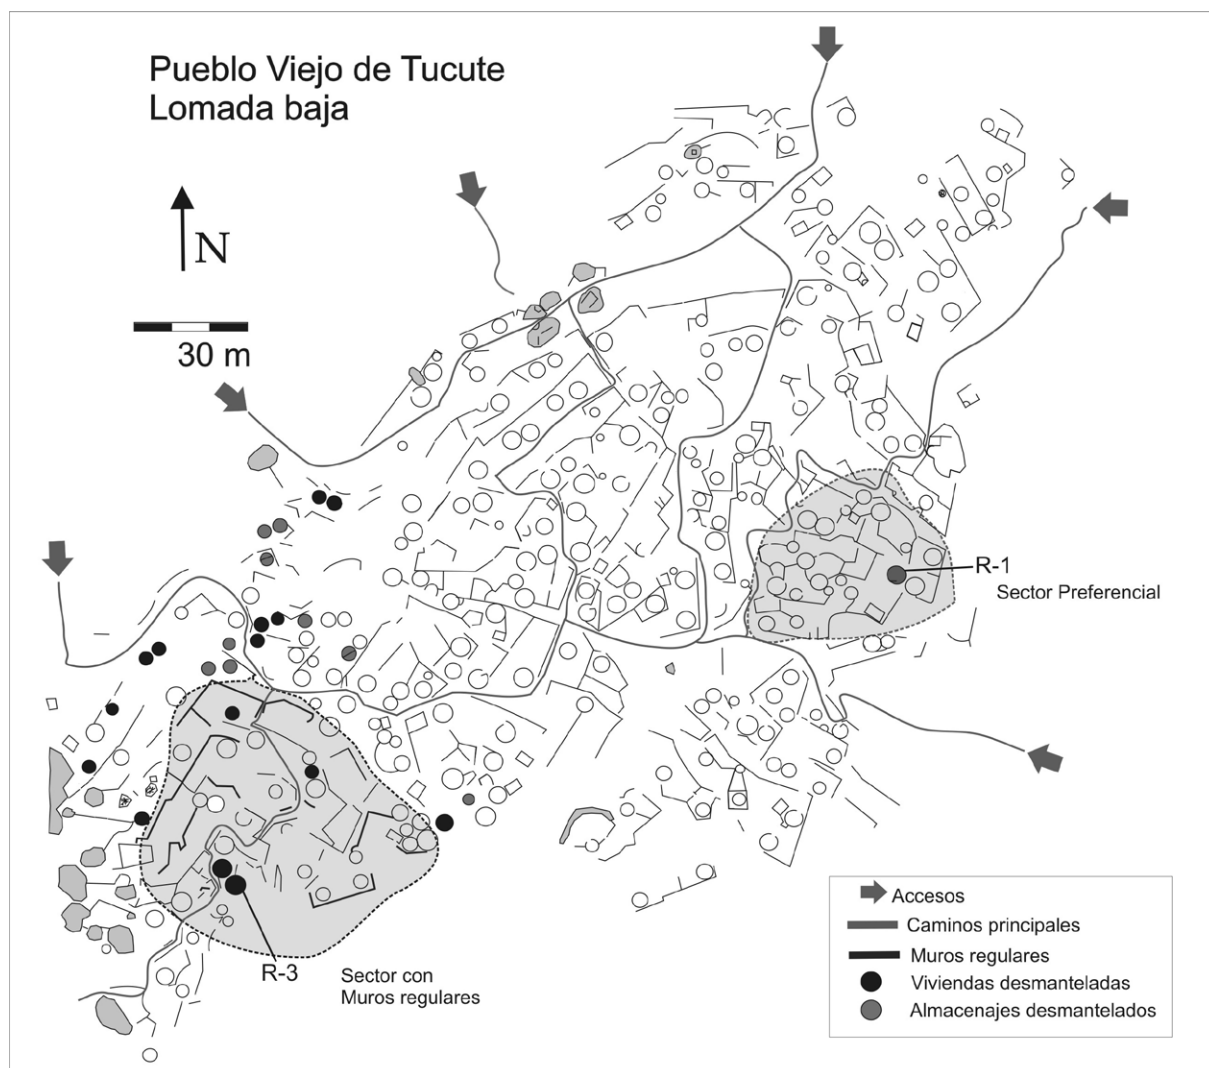 Pueblo Viejo de Tucute
Lomada baja
N
30 m
R-1
Sector Preferencial
R-3
Sector con
Muros regulares
Accesos
Caminos principales
Muros regulares
Viviendas desmanteladas
Almacenajes desmantelados